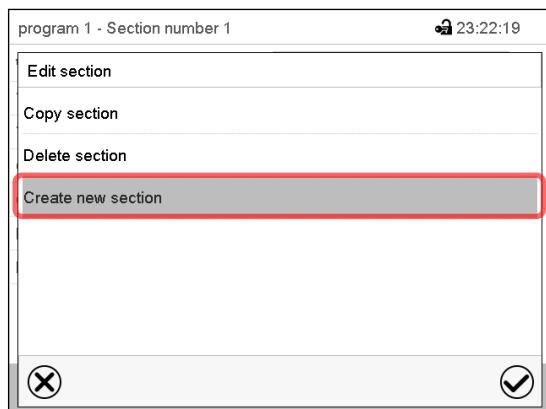 program 1 - Section number 1 23:22:19
Edit section
Copy section
Delete section
Create new section